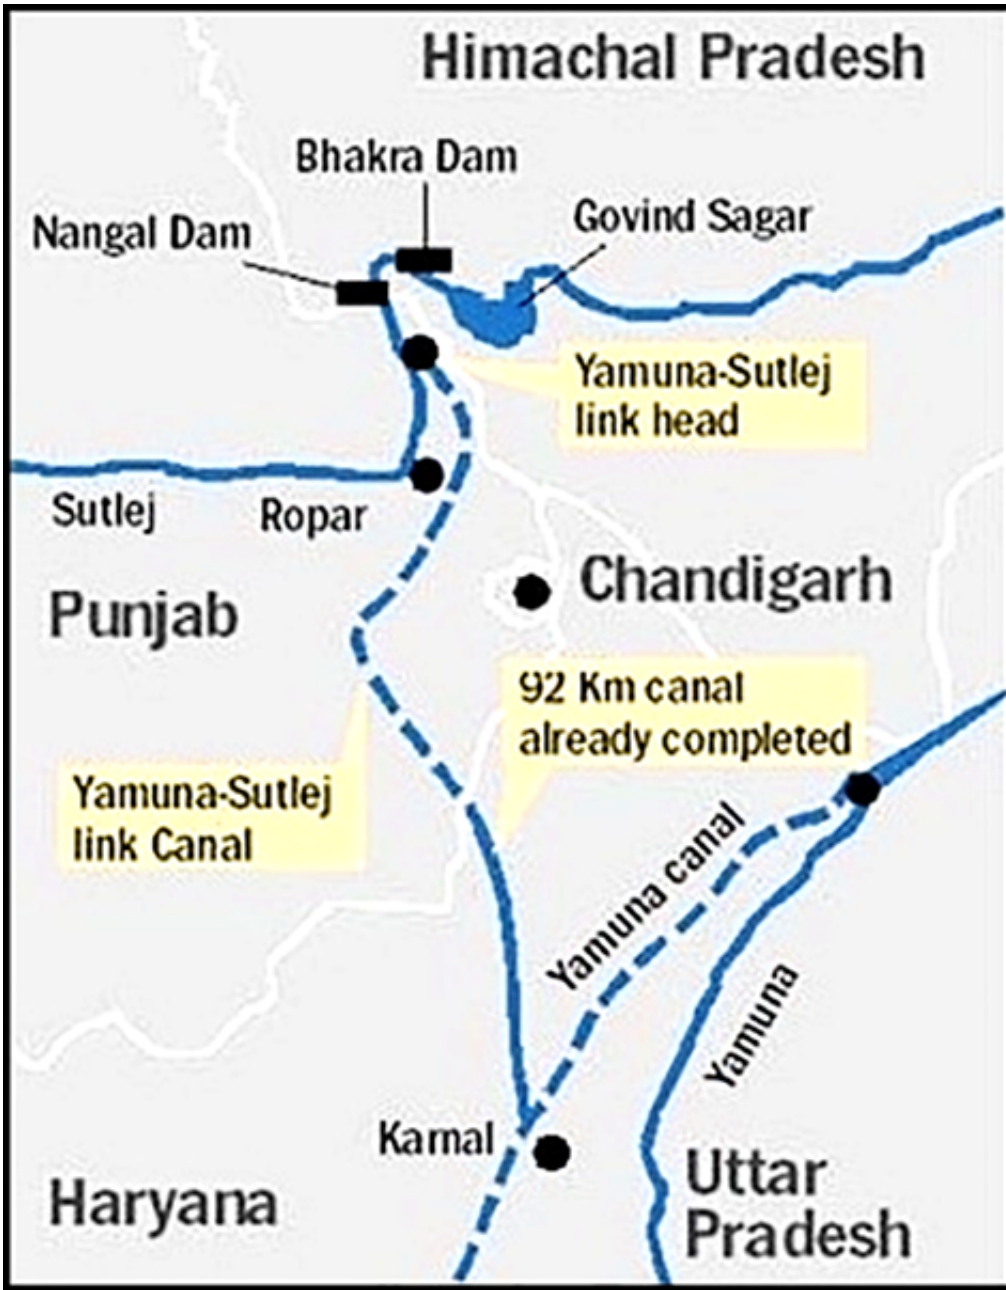 Himachal Pradesh
Bhakra Dam
Nangal Dam
Govind Sagar
Yamuna-Sutlej
link head
Sutlej
Ropar
Punjab
Chandigarh
92 Km canal
already completed
Yamuna-Sutlej
link Canal
Yamuna canal
Yamuna
Karnal
Haryana
Uttar
Pradesh